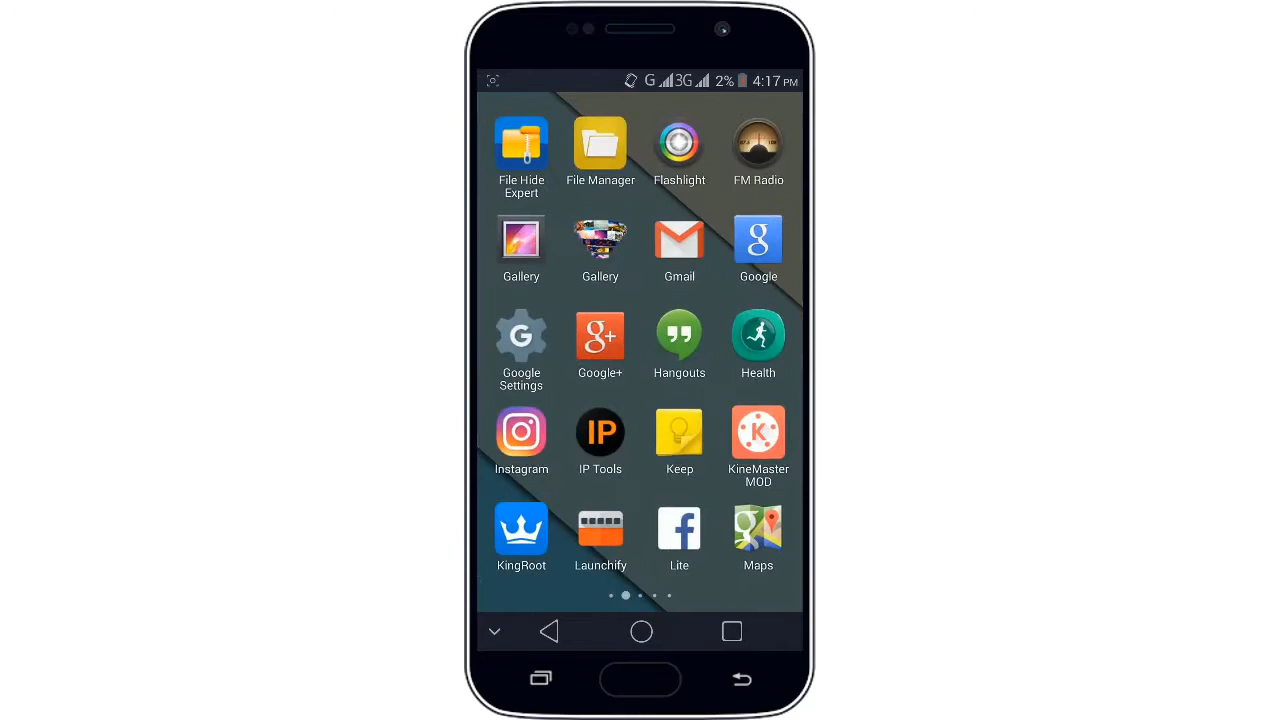 G 3G 2% 4:17 PM
File Hide
Expert
File Manager
Flashlight
FM Radio
Gallery
Gallery
Gmail
g
Google
G
Google
Settings
g+
Google+
Hangouts
Health
Instagram
IP
IP Tools
Keep
K
KineMaster
MOD
KingRoot
Launchify
f
Lite
g
Maps